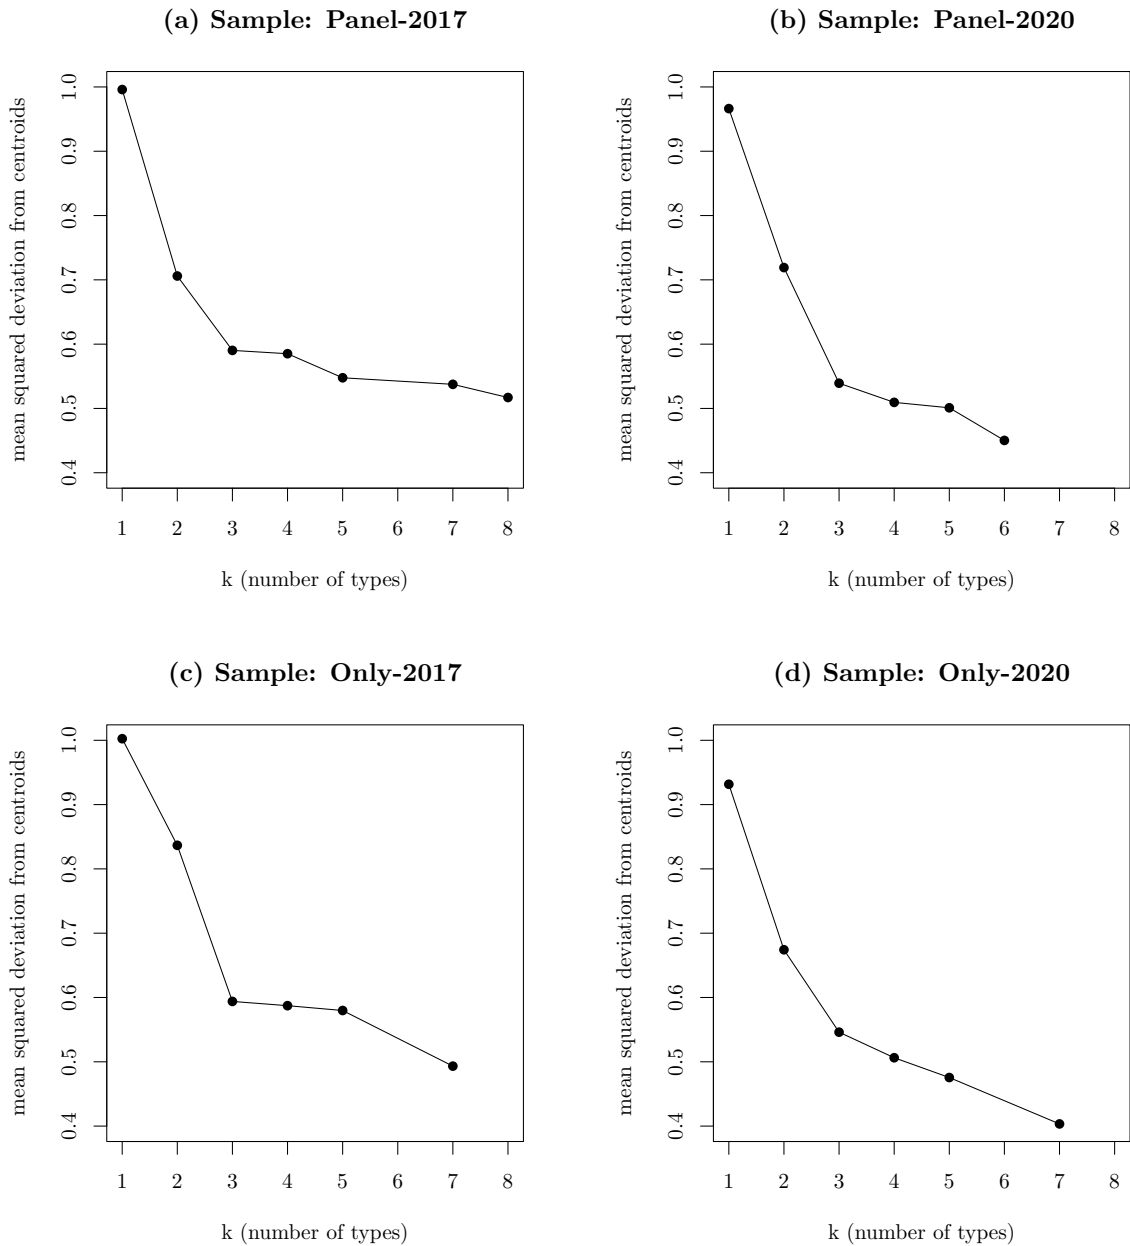 (a) Sample: Panel-2017
mean squared deviation from centroids
1.0
0.9
0.8
0.7
0.6
0.5
0.4
1 2 3 4 5 6 7 8
k (number of types)
(b) Sample: Panel-2020
mean squared deviation from centroids
1.0
0.9
0.8
0.7
0.6
0.5
0.4
1 2 3 4 5 6 7 8
k (number of types)
(c) Sample: Only-2017
mean squared deviation from centroids
1.0
0.9
0.8
0.7
0.6
0.5
0.4
1 2 3 4 5 6 7 8
k (number of types)
(d) Sample: Only-2020
mean squared deviation from centroids
1.0
0.9
0.8
0.7
0.6
0.5
0.4
1 2 3 4 5 6 7 8
k (number of types)